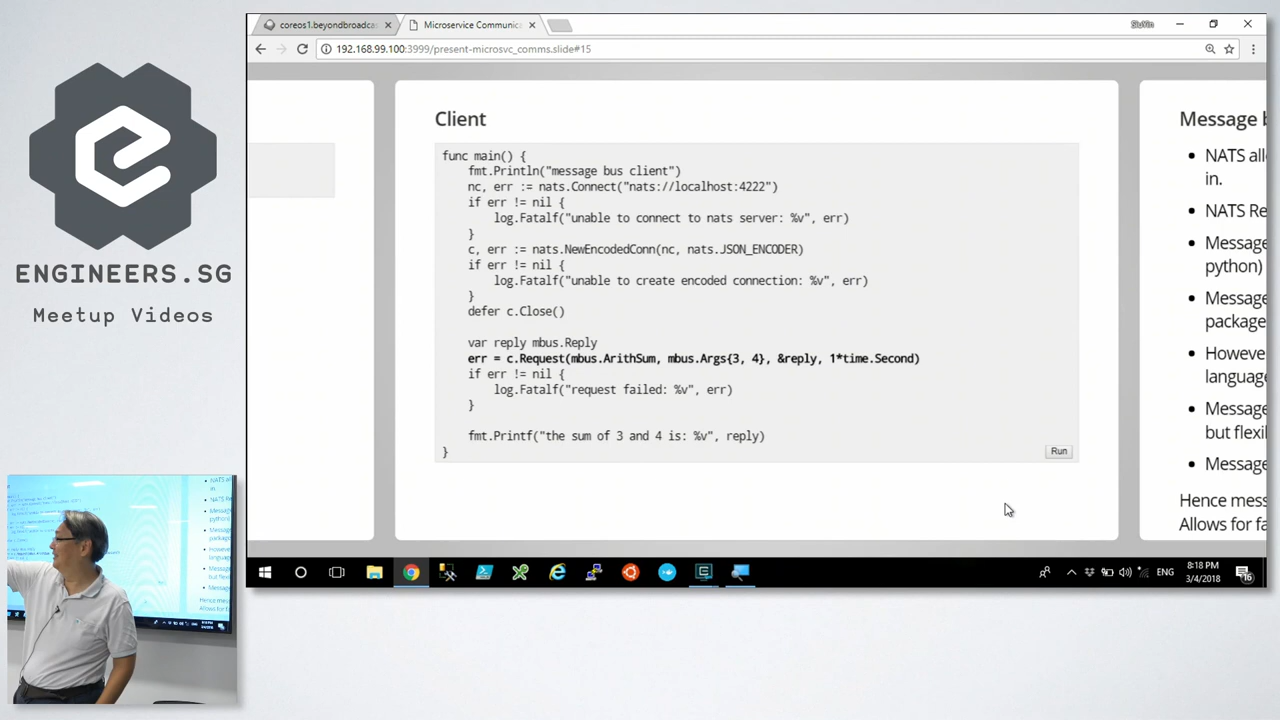 ENGINEERS.SG
Meetup Videos
coreos1.beyondbroadcas
Microservice Communica
SiuYin
192.168.99.100:3999/present-microsvc_comms.slide#15
Client
func main() {
fmt.Println("message bus client")
nc, err := nats.Connect("nats://localhost:4222")
if err != nil {
log.Fatalf("unable to connect to nats server: %v", err)
}
c, err := nats.NewEncodedConn(nc, nats.JSON_ENCODER)
if err != nil {
log.Fatalf("unable to create encoded connection: %v", err)
}
defer c.Close()
var reply mbus.Reply
err = c.Request(mbus.ArithSum, mbus.Args{3, 4}, &reply, 1*time.Second)
if err != nil {
log.Fatalf("request failed: %v", err)
}
fmt.Printf("the sum of 3 and 4 is: %v", reply)
}
Run
Message b
• NATS all
in.
• NATS Re
• Message
python)
• Message
package
• However
language
• Message
but flexi
• Message
Hence mess
Allows for fa
ENG
8:18 PM
3/4/2018
16